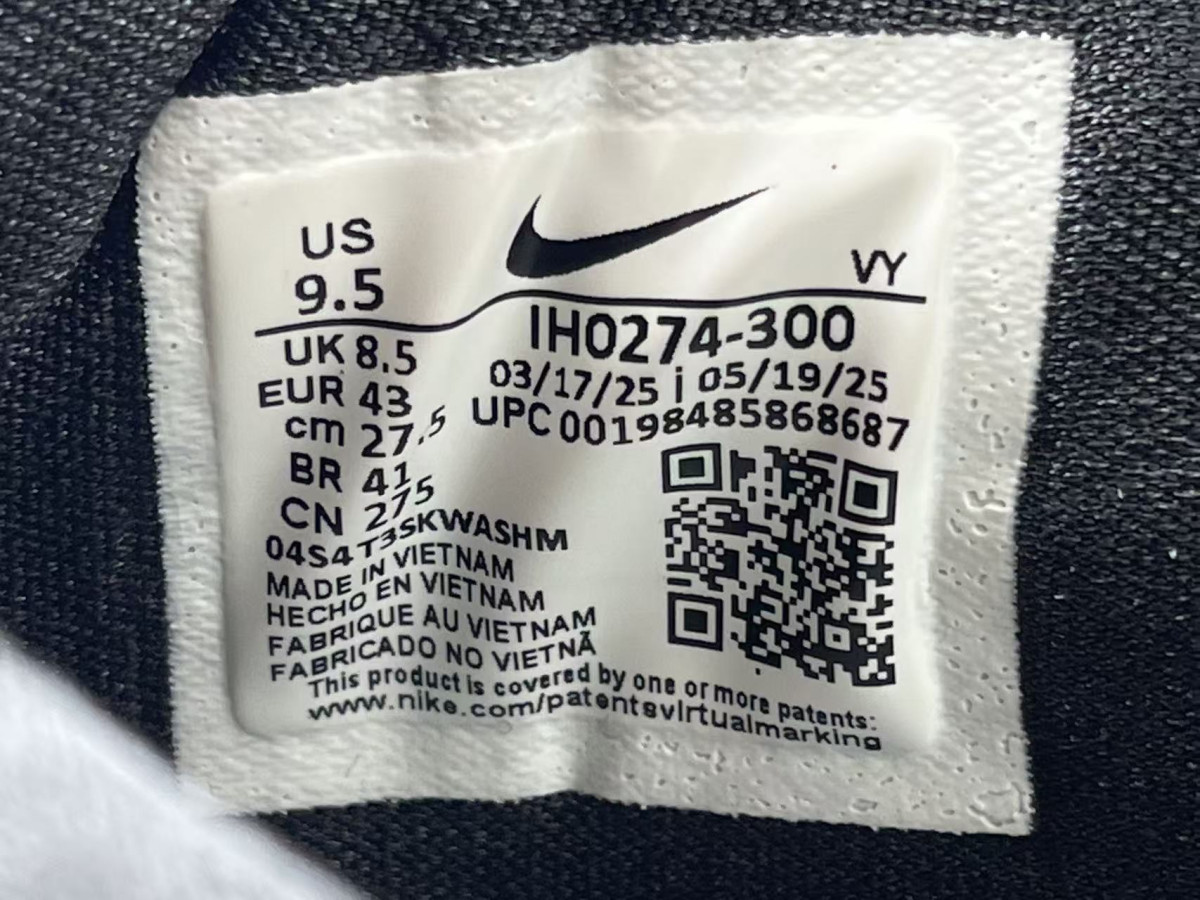 US
9.5
VY
UK 8.5
EUR 43
cm 27.5
BR 41
CN 275
IH0274-300
03/17/25 | 05/19/25
UPC 00198485868687
04S4T3SKWASHM
MADE IN VIETNAM
HECHO EN VIETNAM
FABRIQUE AU VIETNAM
FABRICADO NO VIETNÃ
This product is covered by one or more patents:
www.nike.com/patentsvirtualmarking